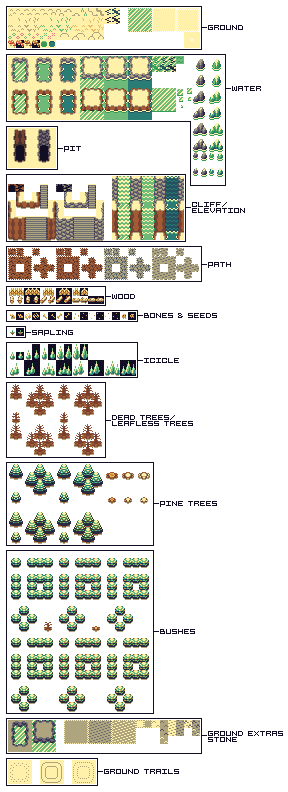 GROUND
WATER
PIT
CLIFF/
ELEVATION
PATH
WOOD
BONES & SEEDS
SAPLING
ICICLE
DEAD TREES/
LEAFLESS TREES
PINE TREES
BUSHES
GROUND EXTRAS
STONE
GROUND TRAILS